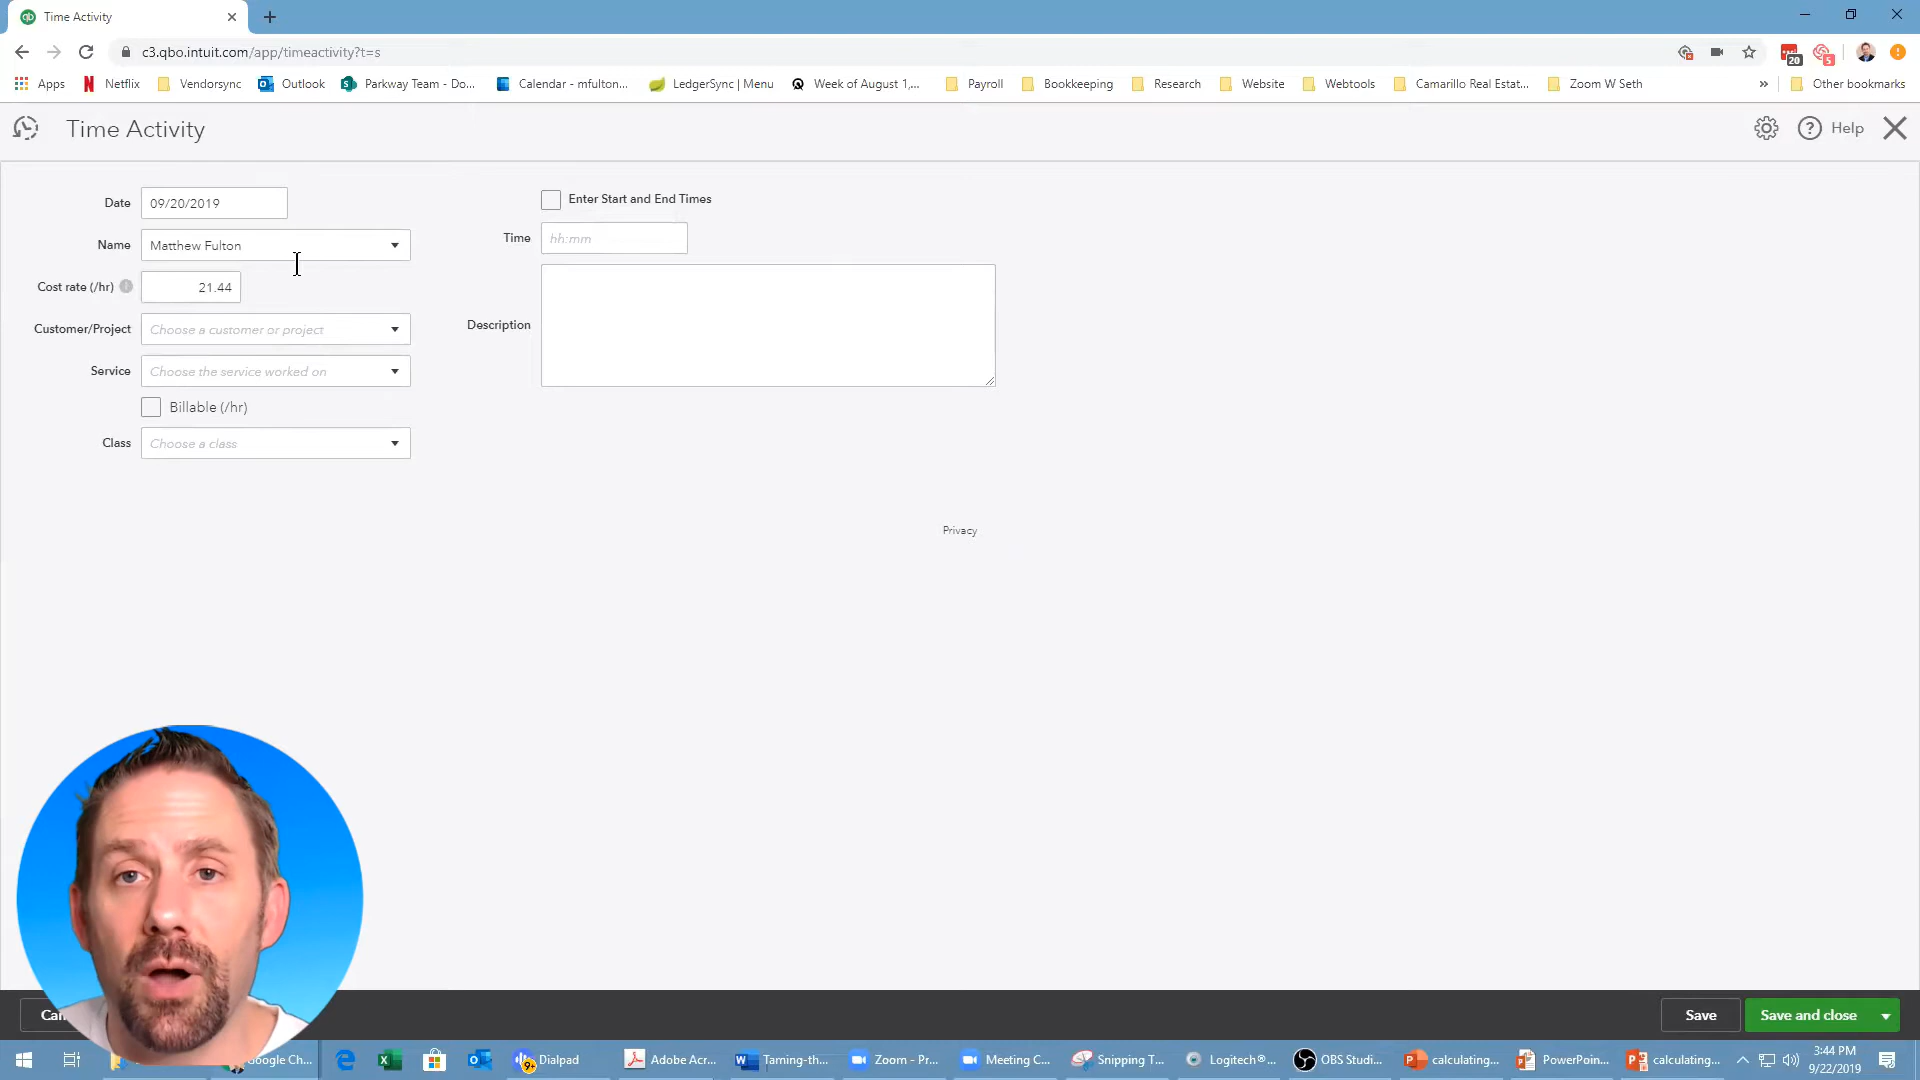 Time Activity
c3.qbo.intuit.com/app/timeactivity?t=s
20
5
Apps Netflix Vendorsync Outlook Parkway Team - Do... Calendar - mfulton... LedgerSync | Menu Week of August 1,... Payroll Bookkeeping Research Website Webtools Camarillo Real Estat... Zoom W Seth » Other bookmarks
Time Activity
Help
Date 09/20/2019
Enter Start and End Times
Name Matthew Fulton
Time hh:mm
Cost rate (/hr) 21.44
Customer/Project Choose a customer or project
Description
Service Choose the service worked on
Billable (/hr)
Class Choose a class
Privacy
Can
Save
Save and close
Google Ch... Dialpad Adobe Acr... Taming-th... Zoom - Pr... Meeting C... Snipping T... Logitech®... OBS Studi... calculating... PowerPoin... calculating...
9+
3:44 PM
9/22/2019